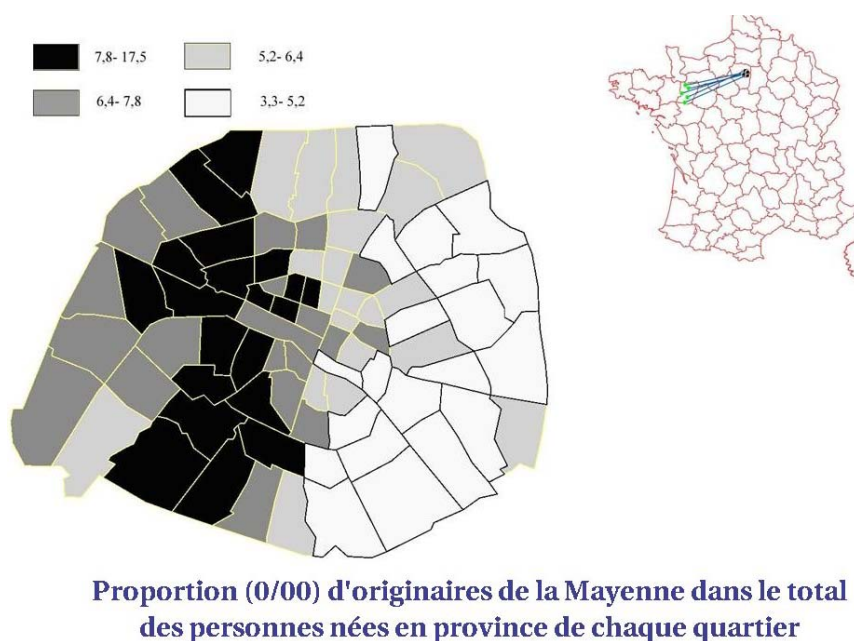 7,8- 17,5
5,2- 6,4
6,4- 7,8
3,3- 5,2
Proportion (0/00) d'originaires de la Mayenne dans le total
des personnes nées en province de chaque quartier